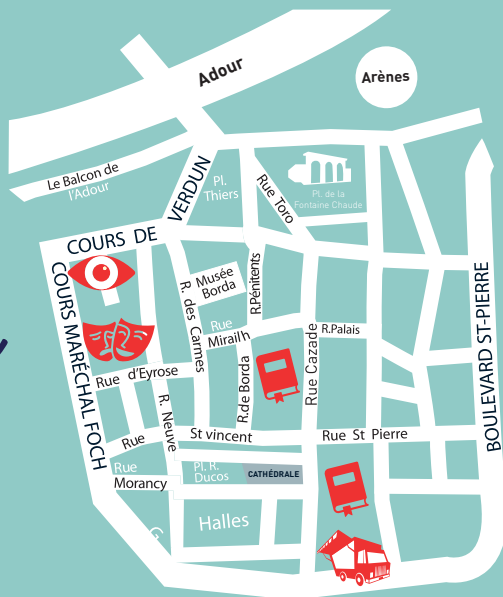 Adour
Arènes
Le Balcon de
l'Adour
VERDUN
Pl.
Thiers
Rue Toro
Pl. de la
Fontaine Chaude
COURS DE
COURS MARÉCHAL FOCH
Musée
Borda
R.Pénitents
R. des Carmes
Rue
Mirailh
R.Palais
Rue Cazade
R.de Borda
BOULEVARD ST-PIERRE
Rue d'Eyrose
R. Neuve
Rue
St vincent
Rue St Pierre
Rue
Morancy
Pl. R.
Ducos
CATHÉDRALE
Halles